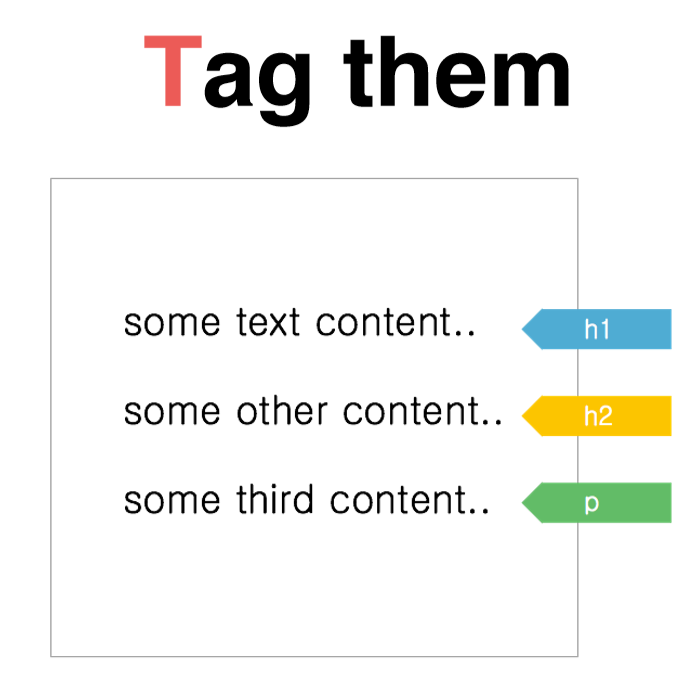 Tag them
some text content..
h1
some other content..
h2
some third content..
p